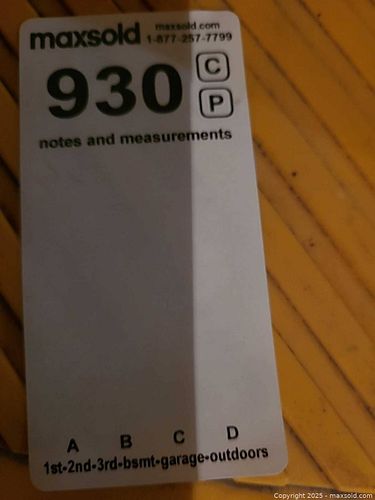 maxsold maxsold.com
1-877-257-7799
930 C
P
notes and measurements
A B C D
1st-2nd-3rd-bsmt-garage-outdoors
Copyright 2025 - maxsold.com